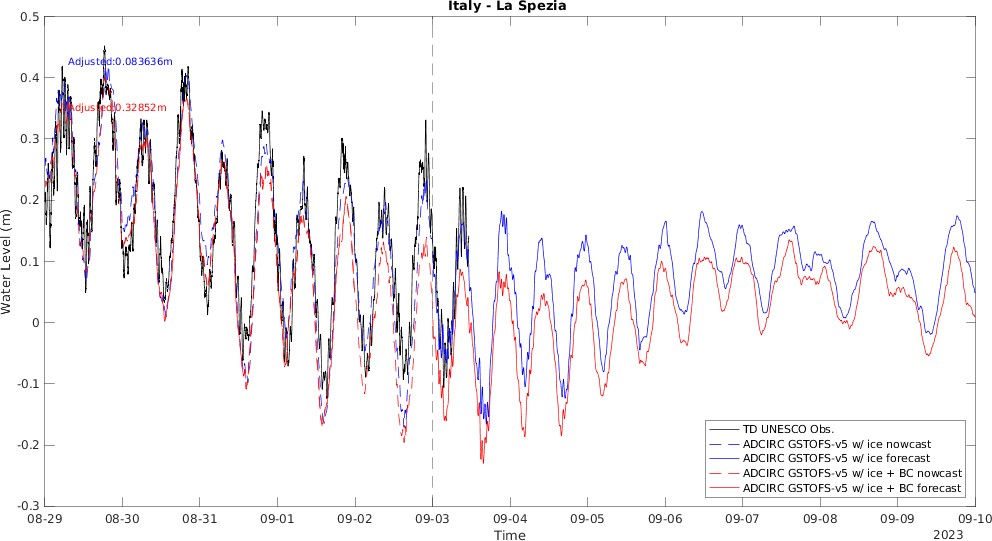 Italy - La Spezia
Water Level (m)
0.5
0.4
0.3
0.2
0.1
0
-0.1
-0.2
-0.3
Adjusted:0.083636m
Adjusted:0.32852m
TD UNESCO Obs.
ADCIRC GSTOFS-v5 w/ ice nowcast
ADCIRC GSTOFS-v5 w/ ice forecast
ADCIRC GSTOFS-v5 w/ ice + BC nowcast
ADCIRC GSTOFS-v5 w/ ice + BC forecast
08-29 08-30 08-31 09-01 09-02 09-03 09-04 09-05 09-06 09-07 09-08 09-09 09-10
Time
2023